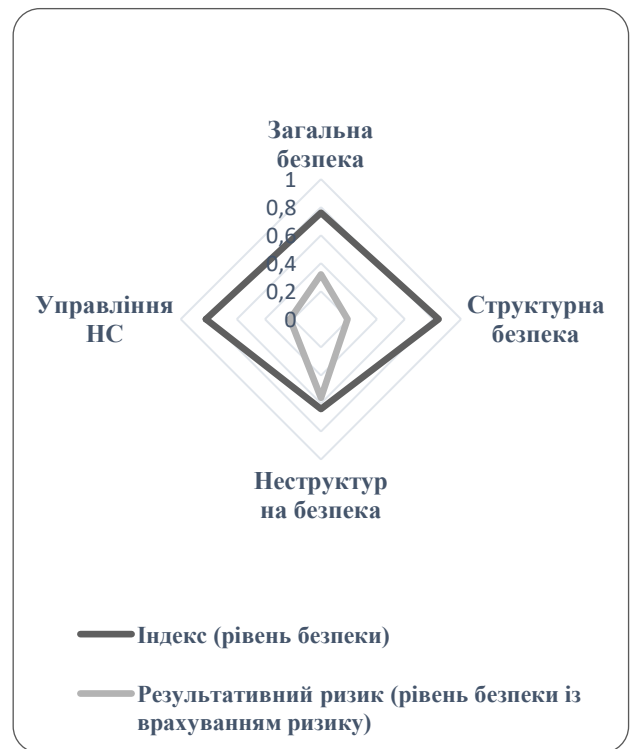 Загальна
безпека
1
0,8
0,6
0,4
0,2
0
Управління
НС
Структурна
безпека
Неструктур
на безпека
Індекс (рівень безпеки)
Результативний ризик (рівень безпеки із
врахуванням ризику)